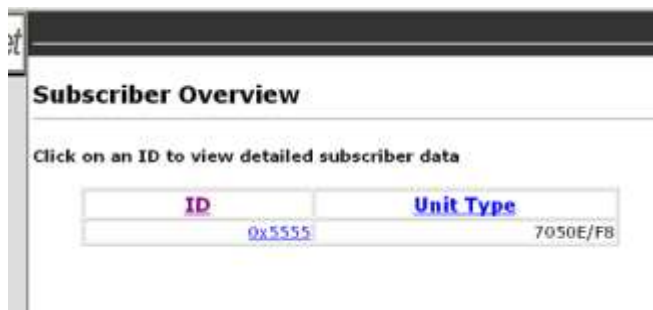 Subscriber Overview
Click on an ID to view detailed subscriber data
ID Unit Type
0x5555 7050E/F8